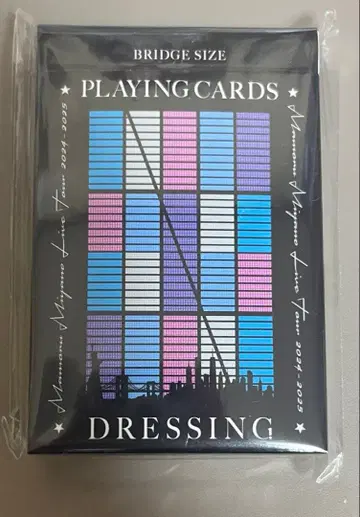 BRIDGE SIZE
PLAYING CARDS
Mamoru Miyano Live Tour 2024-2025
Mamoru Miyano Live Tour 2024-2025
DRESSING